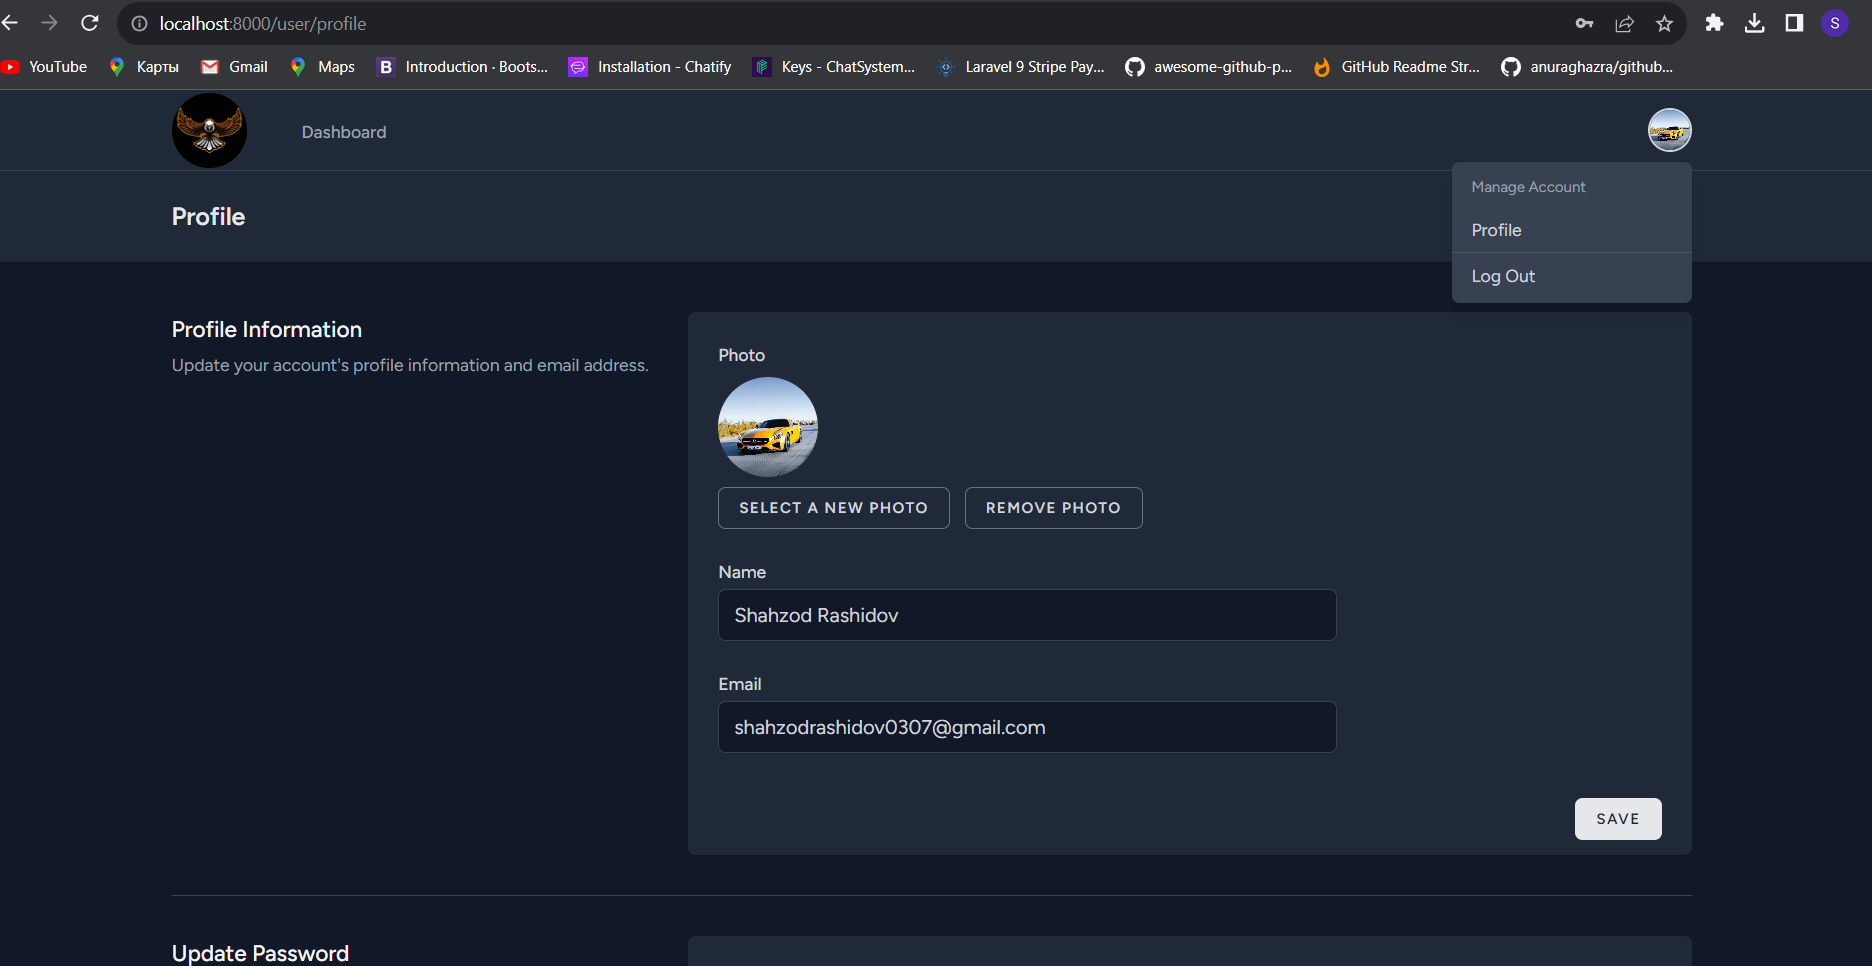 localhost:8000/user/profile
S
YouTube
Карты
Gmail
Maps
B
Introduction · Boots...
Installation - Chatify
Keys - ChatSystem...
Laravel 9 Stripe Pay...
awesome-github-p...
GitHub Readme Str...
anuraghazra/github...
Dashboard
Manage Account
Profile
Log Out
Profile
Profile Information
Update your account's profile information and email address.
Photo
SELECT A NEW PHOTO
REMOVE PHOTO
Name
Shahzod Rashidov
Email
shahzodrashidov0307@gmail.com
SAVE
Update Password